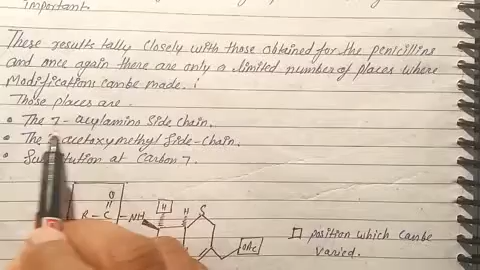 important.
These results tally closely with those obtained for the penicillins
and once again there are only a limited number of places where
Modifications can be made.
Those places are.
• The 7-acylamino Side Chain.
• The acetoxymethyl Side-Chain.
• at Carbon 7.
O
H
H
S
R-C-NH
OAc
□ position which can be
varied.